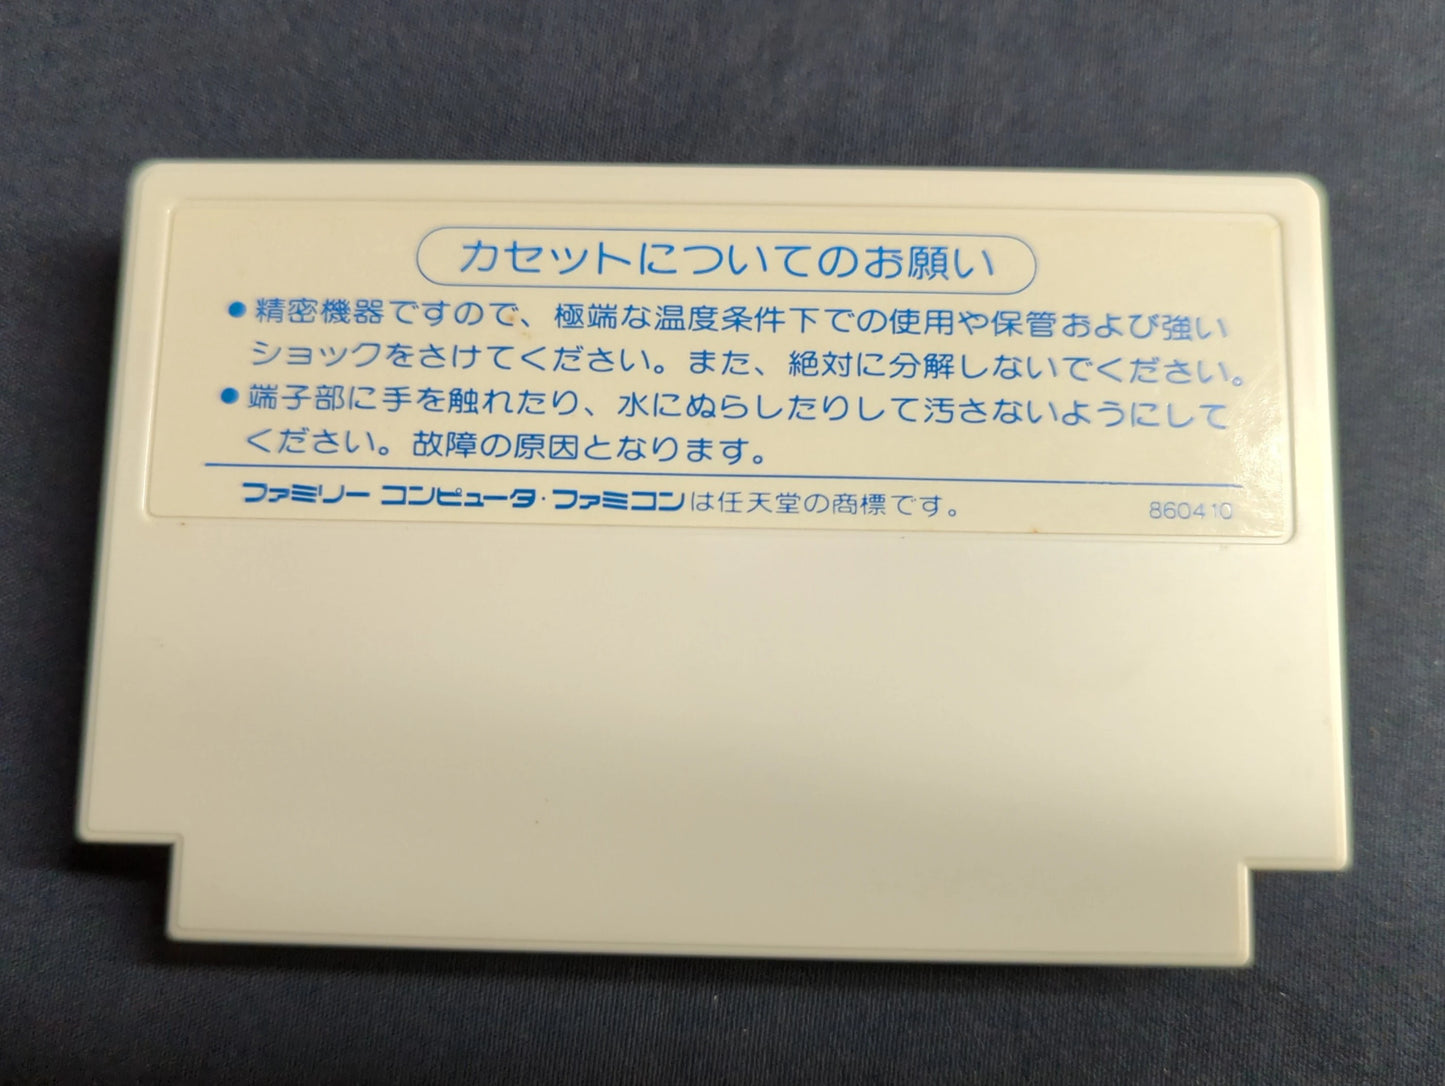 カセットについてのお願い
●精密機器ですので、極端な温度条件下での使用や保管および強い
ショックをさけてください。また、絶対に分解しないでください。
●端子部に手を触れたり、水にぬらしたりして汚さないようにして
ください。故障の原因となります。
ファミリー コンピュータ・ファミコンは任天堂の商標です。 860410